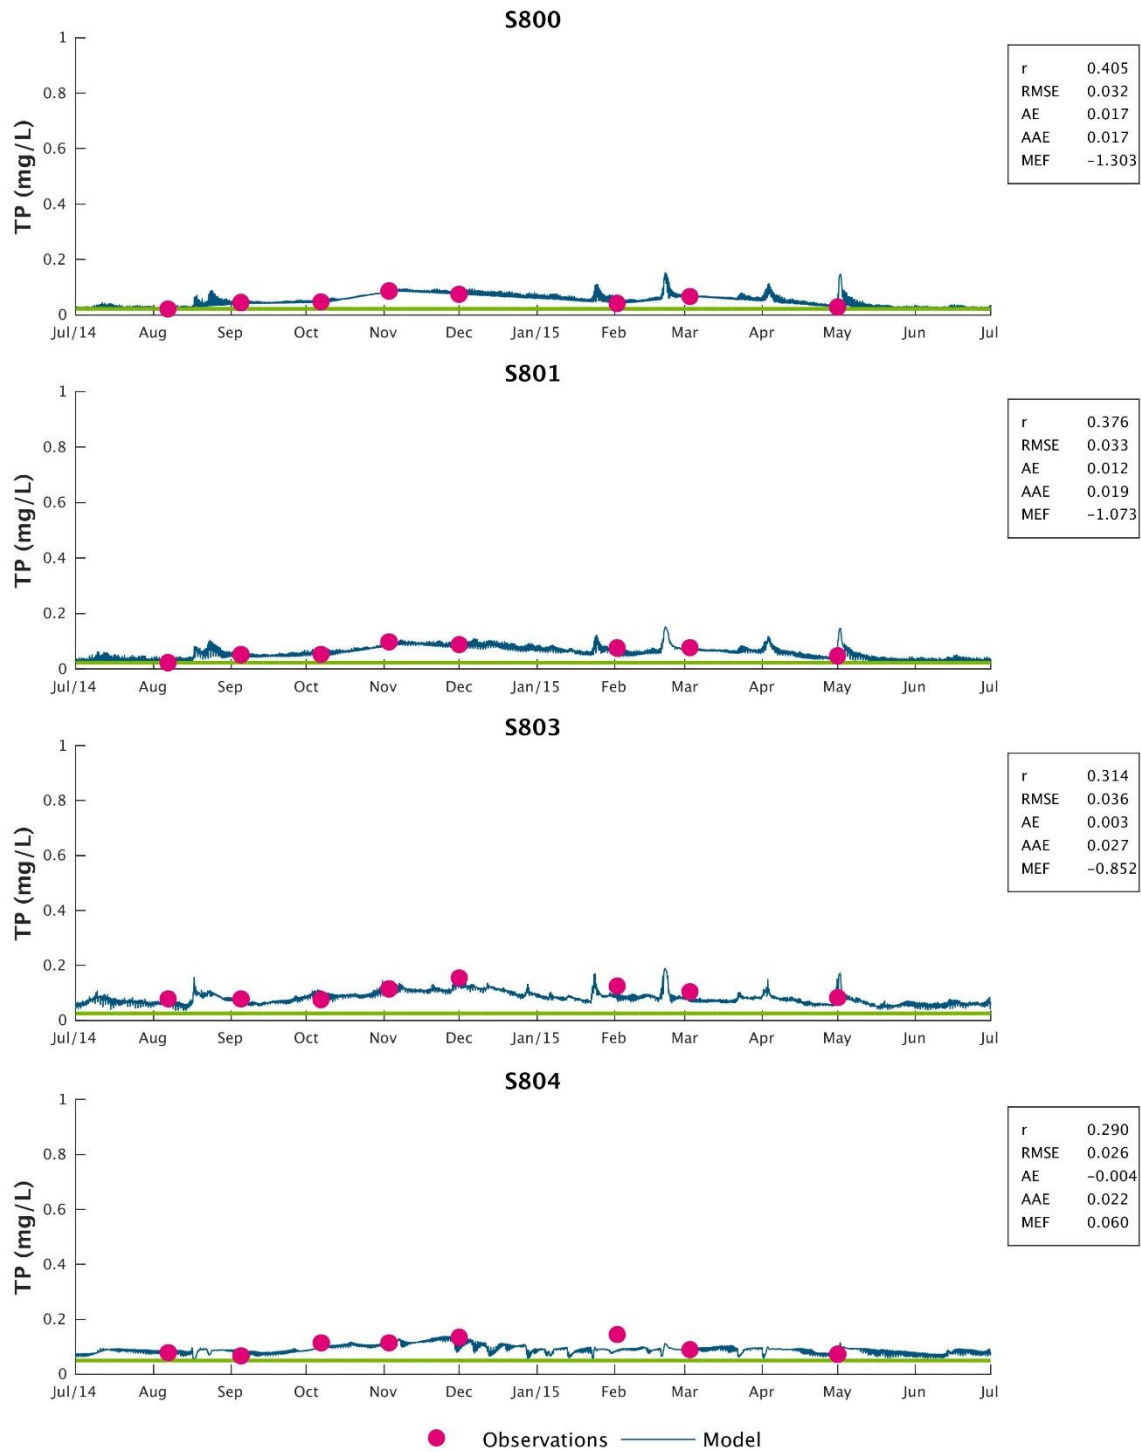 S800
1
0.8
0.6
0.4
0.2
0
TP (mg/L)
Jul/14 Aug Sep Oct Nov Dec Jan/15 Feb Mar Apr May Jun Jul
r 0.405
RMSE 0.032
AE 0.017
AAE 0.017
MEF −1.303
S801
1
0.8
0.6
0.4
0.2
0
TP (mg/L)
Jul/14 Aug Sep Oct Nov Dec Jan/15 Feb Mar Apr May Jun Jul
r 0.376
RMSE 0.033
AE 0.012
AAE 0.019
MEF −1.073
S803
1
0.8
0.6
0.4
0.2
0
TP (mg/L)
Jul/14 Aug Sep Oct Nov Dec Jan/15 Feb Mar Apr May Jun Jul
r 0.314
RMSE 0.036
AE 0.003
AAE 0.027
MEF −0.852
S804
1
0.8
0.6
0.4
0.2
0
TP (mg/L)
Jul/14 Aug Sep Oct Nov Dec Jan/15 Feb Mar Apr May Jun Jul
r 0.290
RMSE 0.026
AE −0.004
AAE 0.022
MEF 0.060
Observations Model